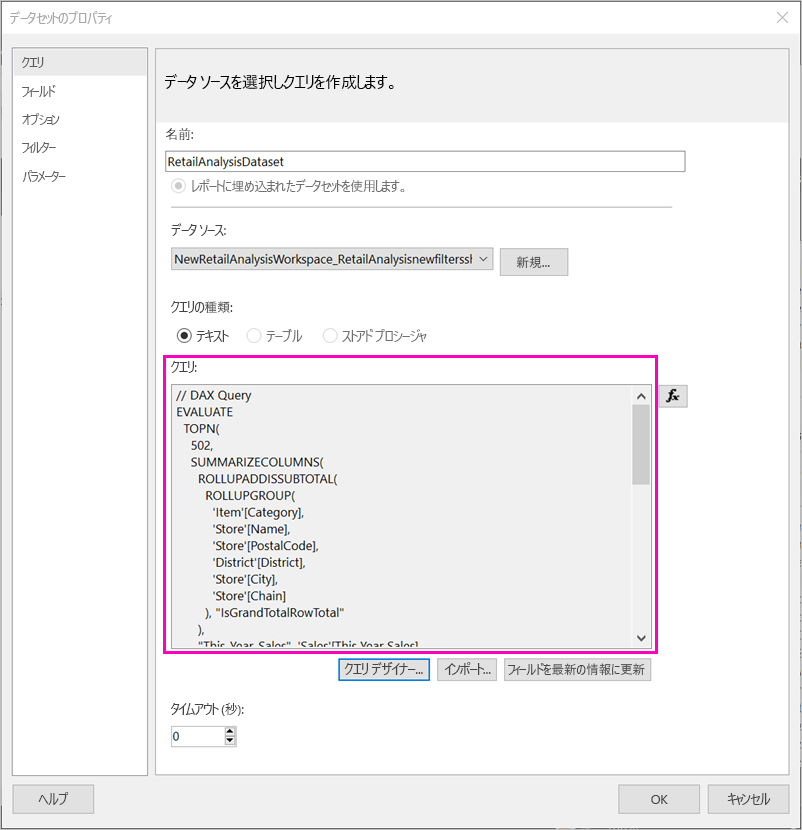 データセットのプロパティ
クエリ
フィールド
オプション
フィルター
パラメーター
データ ソースを選択しクエリを作成します。
名前:
RetailAnalysisDataset
レポートに埋め込まれたデータセットを使用します。
データ ソース:
NewRetailAnalysisWorkspace_RetailAnalysisnewfilterssh
新規...
クエリの種類:
テキスト
テーブル
ストアド プロシージャ
クエリ:
// DAX Query
EVALUATE
TOPN(
502,
SUMMARIZECOLUMNS(
ROLLUPADDISSUBTOTAL(
ROLLUPGROUP(
'Item'[Category],
'Store'[Name],
'Store'[PostalCode],
'District'[District],
'Store'[City],
'Store'[Chain]
), "IsGrandTotalRowTotal"
),
"This_Year_Sales", 'Sales'[This Year Sales],
fx
クエリ デザイナー...
インポート...
フィールドを最新の情報に更新
タイムアウト (秒):
0
ヘルプ
OK
キャンセル